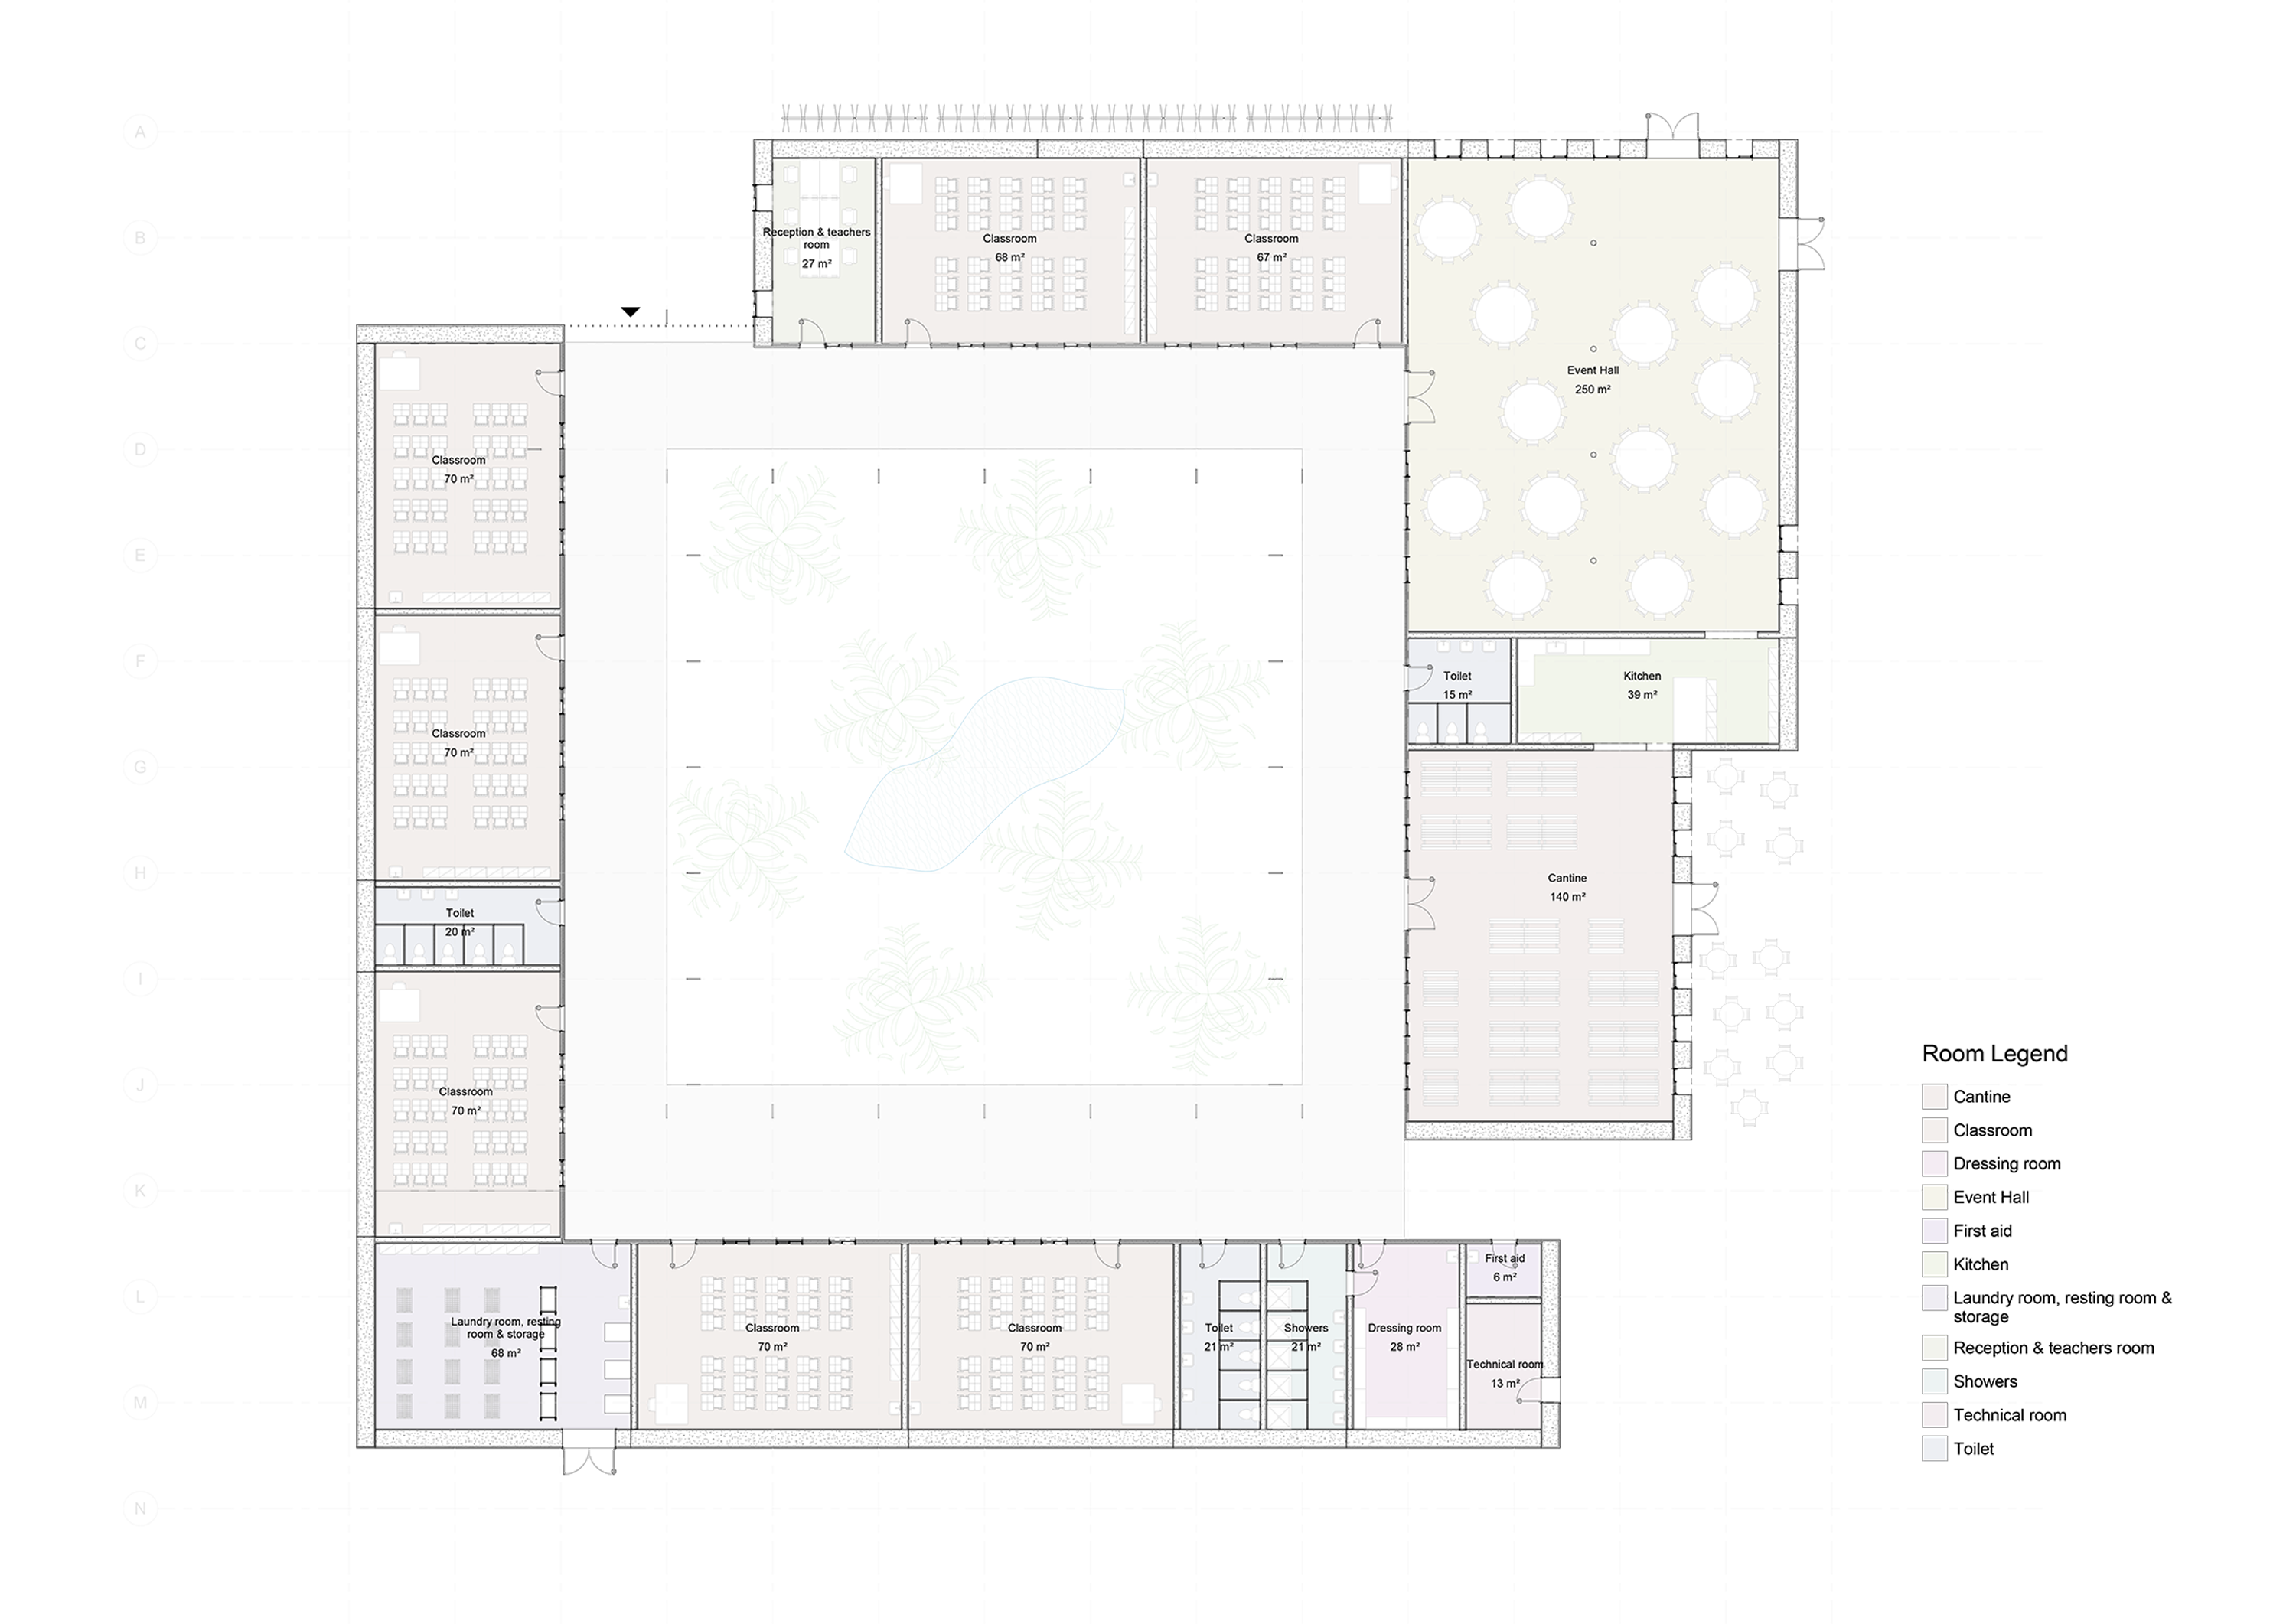 A
B
C
D
E
F
G
H
I
J
K
L
M
N
Reception & teachers
room
27 m²
Classroom
68 m²
Classroom
67 m²
Event Hall
250 m²
Classroom
70 m²
Classroom
70 m²
Toilet
15 m²
Kitchen
39 m²
Toilet
20 m²
Cantine
140 m²
Classroom
70 m²
Laundry room, resting
room & storage
68 m²
Classroom
70 m²
Classroom
70 m²
Toilet
21 m²
Showers
21 m²
Dressing room
28 m²
First aid
6 m²
Technical room
13 m²
Room Legend
Cantine
Classroom
Dressing room
Event Hall
First aid
Kitchen
Laundry room, resting room &
storage
Reception & teachers room
Showers
Technical room
Toilet